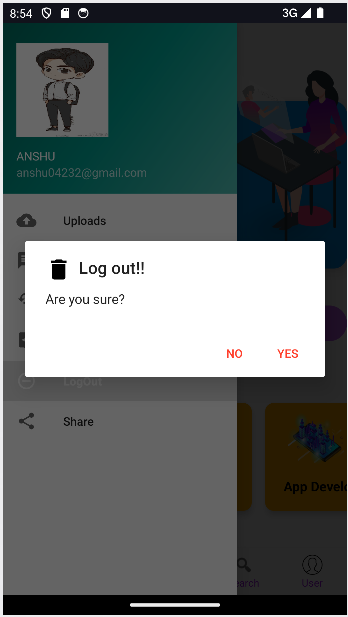 8:54
3G
ANSHU
anshu04232@gmail.com
Uploads
Log out!!
Are you sure?
NO YES
LogOut
Share
App Develo
earch
User